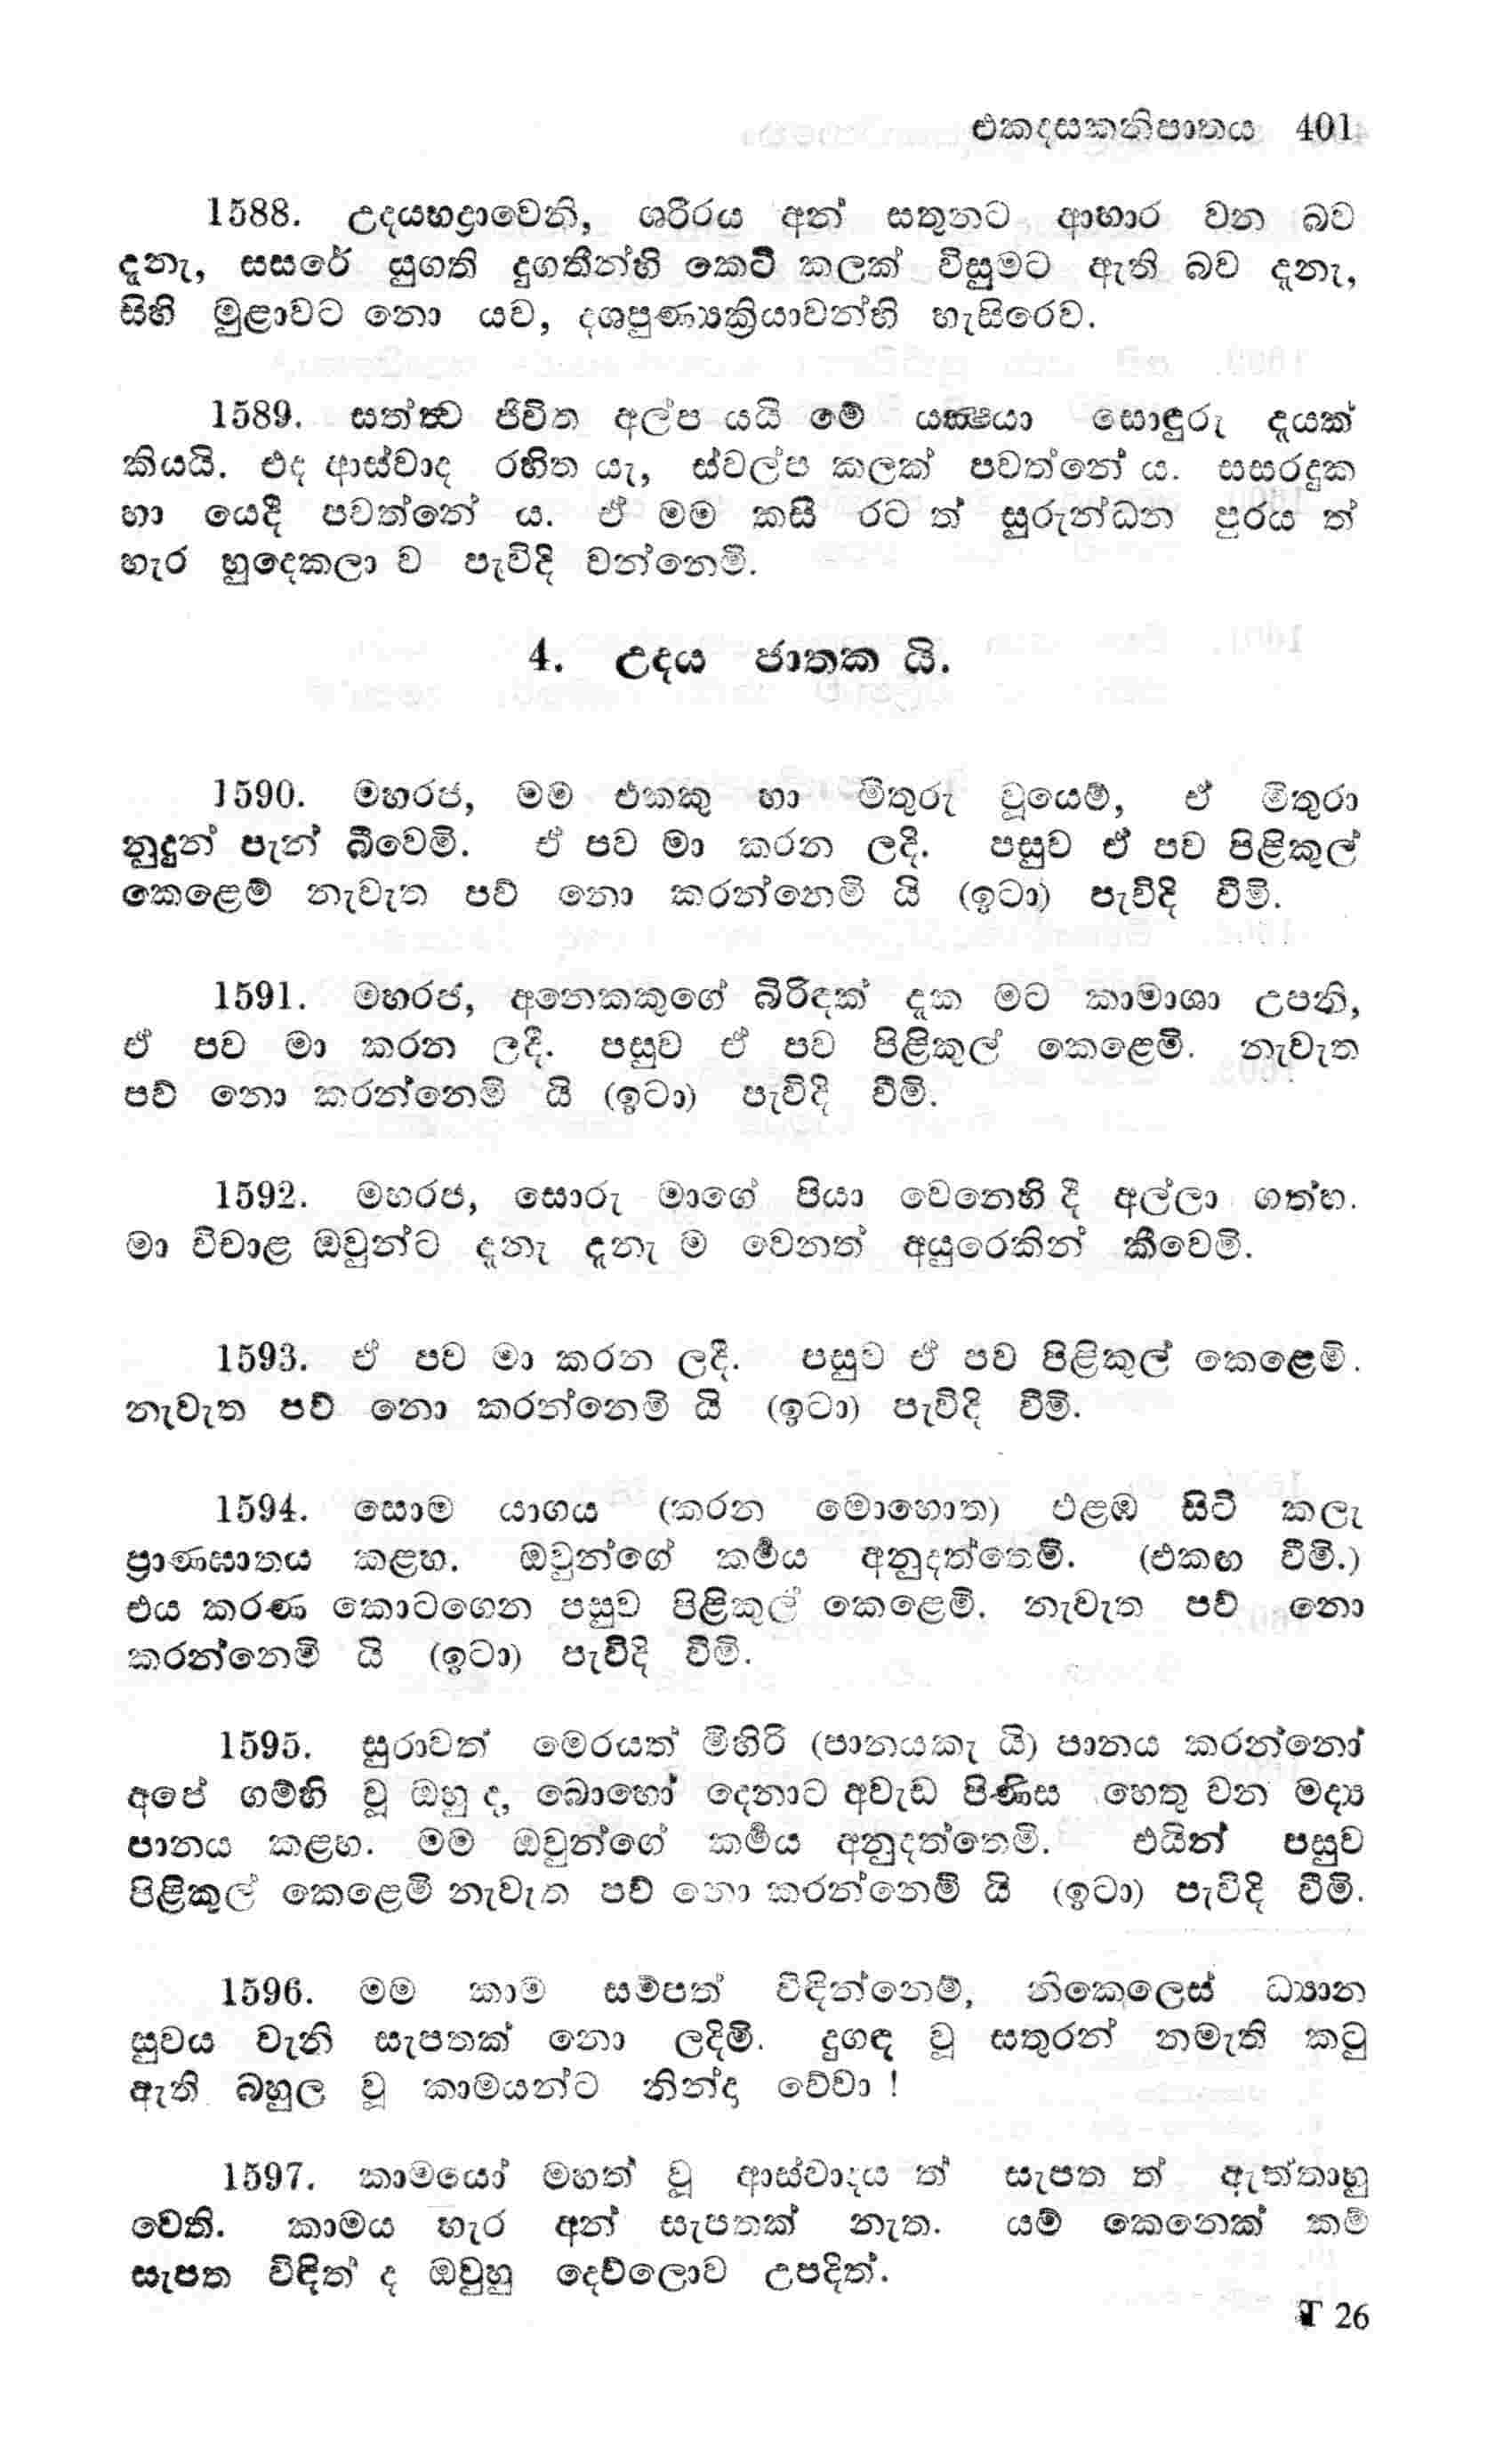 එකදසකනිපාතය 401
1588. උදයභද්‍රාවෙනි, ශරීරය අන් සතුනට ආහාර වන බව
දැනැ, සසරේ සුගති දුගතීන්හි කෙටි කලක් විසුමට ඇති බව දැනැ,
සිහි මුළාවට නො යව, දශපුණ්‍යක්‍රියාවන්හි හැසිරෙව.
1589. සත්ත්‍ව ජිවිත අල්ප යයි මේ යක්‍ෂයා සොඳුරු දැයක්
කියයි. එද ආස්වාද රහිත යැ, ස්වල්ප කලක් පවත්නේ ය. සසරදුක
හා යෙදී පවත්නේ ය. ඒ මම කසී රට ත් සුරුන්ධන පුරය ත්
හැර හුදෙකලා ව පැවිදි වන්නෙමි.
4. උදය ජාතක යි.
1590. මහරජ, මම එකකු හා මිතුරු වූයෙම්, ඒ මිතුරා
නුදුන් පැන් බීවෙමි. ඒ පව මා කරන ලදි. පසුව ඒ පව පිළිකුල්
කෙළෙම් නැවැත පව් නො කරන්නෙමි යි (ඉටා) පැවිදි වීමි.
1591. මහරජ, අනෙකකුගේ බිරිඳක් දැක මට කාමාශා උපනි,
ඒ පව මා කරන ලදී. පසුව ඒ පව පිළිකුල් කෙළෙමි. නැවැත
පව් නො කරන්නෙමි යි (ඉටා) පැවිදි වීමි.
1592. මහරජ, සොරු මාගේ පියා වෙනෙහි දී අල්ලා ගත්හ.
මා විචාළ ඔවුන්ට දැනැ දැනැ ම වෙනත් අයුරෙකින් කීවෙමි.
1593. ඒ පව මා කරන ලදී. පසුව ඒ පව පිළිකුල් කෙළෙමි.
නැවැත පව් නො කරන්නෙමි යි (ඉටා) පැවිදි වීමි.
1594. සොම යාගය (කරන මොහොත) එළඹ සිටි කලැ
ප්‍රාණඝාතය කළහ. ඔවුන්ගේ කර්‍මය අනුදත්තෙමි. (එකඟ වීමි.)
එය කරණ කොටගෙන පසුව පිළිකුල් කෙළෙමි. නැවැත පව් නො
කරන්නෙමි යි (ඉටා) පැවිදි වීමි.
1595. සුරාවත් මෙරයත් මිහිරි (පානයකැ යි) පානය කරන්නෝ
අපේ ගම්හි වූ ඔහු ද, බොහෝ දෙනාට අවැඩ පිණිස හෙතු වන මද්‍ය
පානය කළහ. මම ඔවුන්ගේ කර්‍මය අනුදත්තෙමි. එයින් පසුව
පිළිකුල් කෙළෙමි නැවැත පව් නො කරන්නෙමි යි (ඉටා) පැවිදි වීමි.
1596. මම කාම සම්පත් විඳින්නෙම්, නිකෙලෙස් ධ්‍යාන
සුවය වැනි සැපතක් නො ලදිමි. දුගඳ වූ සතුරන් නමැති කටු
ඇති බහුල වූ කාමයන්ට නින්ද වේවා !
1597. කාමයෝ මහත් වූ ආස්වාදය ත් සැපත ත් ඇත්තාහු
වෙති. කාමය හැර අන් සැපතක් නැත. යම් කෙනෙක් කම්
සැපත විඳිත් ද ඔවුහු දෙව්ලොව උපදිත්.
T 26